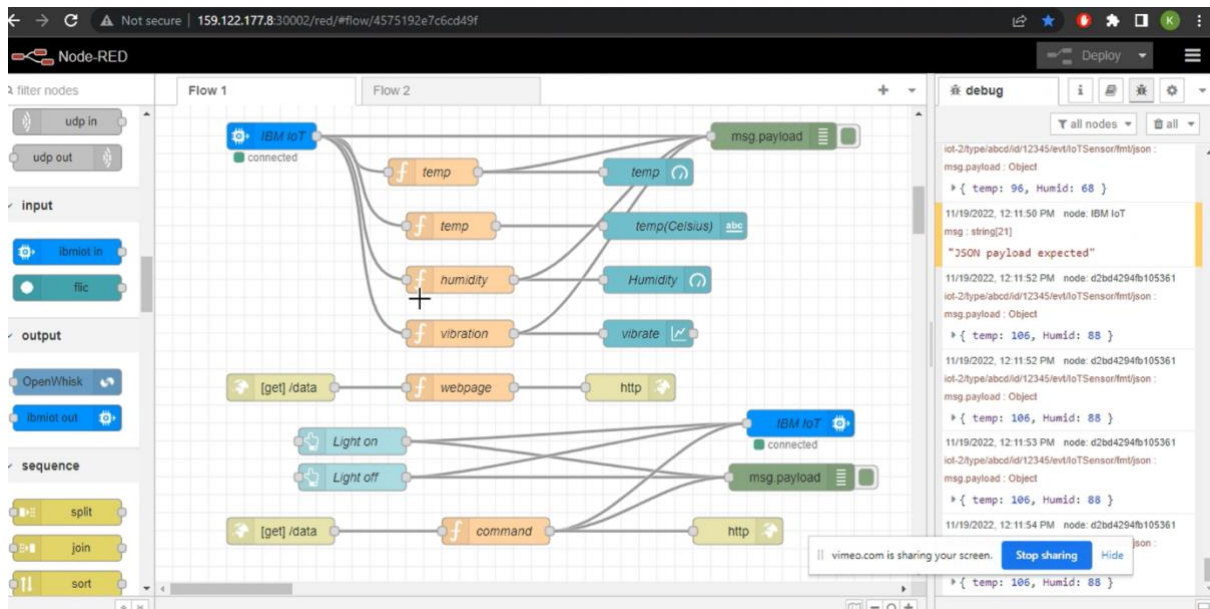 Not secure | 159.122.177.8:30002/red/#flow/4575192e7c6cd49f
K
Node-RED
Deploy
filter nodes
udp in
udp out
input
ibmiot in
flic
output
OpenWhisk
ibmiot out
sequence
split
join
sort
Flow 1
Flow 2
IBM IoT
connected
msg.payload
temp
temp
temp
temp(Celsius)
abc
humidity
Humidity
vibration
vibrate
[get] /data
webpage
http
Light on
IBM IoT
connected
Light off
msg.payload
[get] /data
command
http
debug
i
all nodes
all
iot-2/type/abcd/id/12345/evt/IoTSensor/fmt/json :
msg.payload : Object
{ temp: 96, Humid: 68 }
11/19/2022, 12:11:50 PM node: IBM IoT
msg : string[21]
"JSON payload expected"
11/19/2022, 12:11:52 PM node: d2bd4294fb105361
iot-2/type/abcd/id/12345/evt/IoTSensor/fmt/json :
msg.payload : Object
{ temp: 106, Humid: 88 }
11/19/2022, 12:11:52 PM node: d2bd4294fb105361
iot-2/type/abcd/id/12345/evt/IoTSensor/fmt/json :
msg.payload : Object
{ temp: 106, Humid: 88 }
11/19/2022, 12:11:53 PM node: d2bd4294fb105361
iot-2/type/abcd/id/12345/evt/IoTSensor/fmt/json :
msg.payload : Object
{ temp: 106, Humid: 88 }
11/19/2022, 12:11:54 PM node: d2bd4294fb105361
json :
{ temp: 106, Humid: 88 }
vimeo.com is sharing your screen.
Stop sharing
Hide